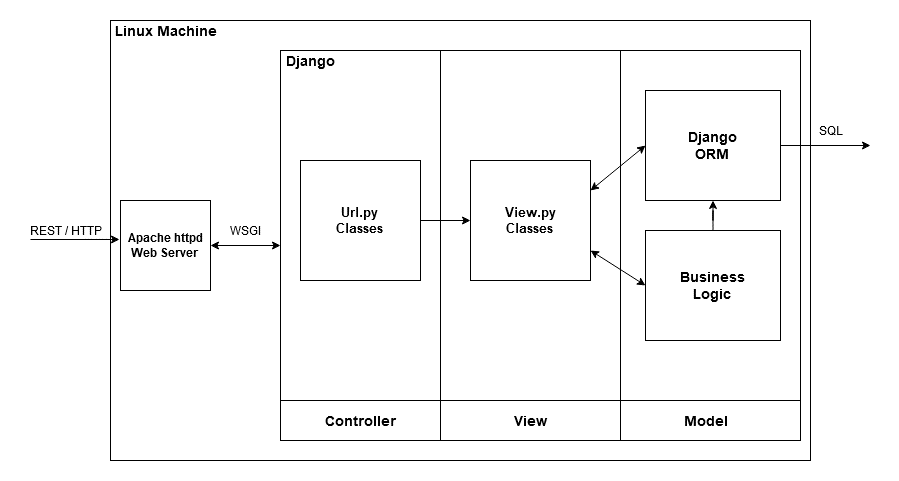 Linux Machine
Django
REST / HTTP
Apache httpd
Web Server
WSGI
Url.py
Classes
View.py
Classes
Django
ORM
SQL
Business
Logic
Controller
View
Model